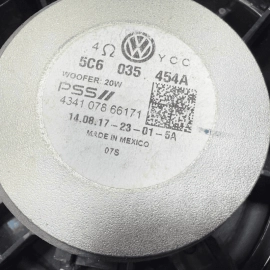 4Ω YCC
5C6 035 454A
WOOFER: 20W
PSS//
4341 078 66171
14.08.17-23-01-5A
MADE IN MEXICO
07S